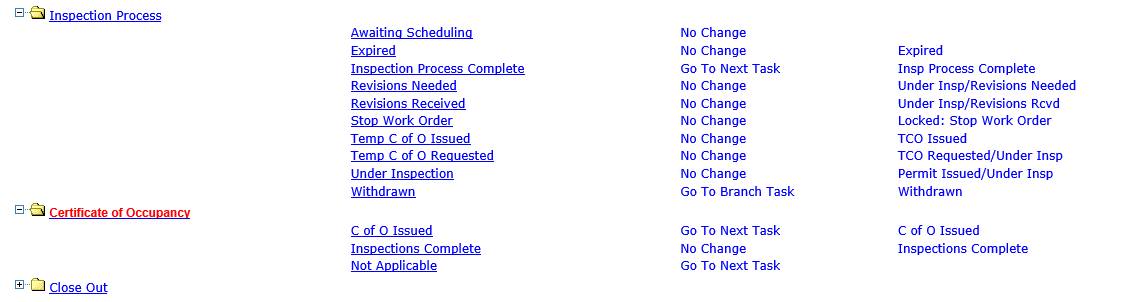 Inspection Process
Awaiting Scheduling No Change
Expired No Change Expired
Inspection Process Complete Go To Next Task Insp Process Complete
Revisions Needed No Change Under Insp/Revisions Needed
Revisions Received No Change Under Insp/Revisions Rcvd
Stop Work Order No Change Locked: Stop Work Order
Temp C of O Issued No Change TCO Issued
Temp C of O Requested No Change TCO Requested/Under Insp
Under Inspection No Change Permit Issued/Under Insp
Withdrawn Go To Branch Task Withdrawn
Certificate of Occupancy
C of O Issued Go To Next Task C of O Issued
Inspections Complete No Change Inspections Complete
Not Applicable Go To Next Task
Close Out